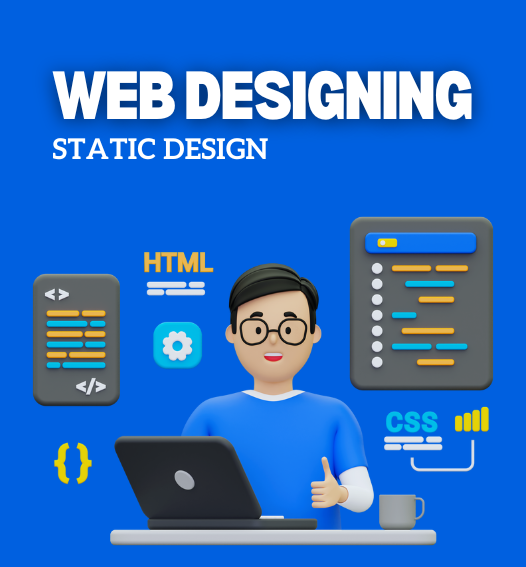 WEB DESIGNING
STATIC DESIGN
HTML
<>
</>
CSS
{}